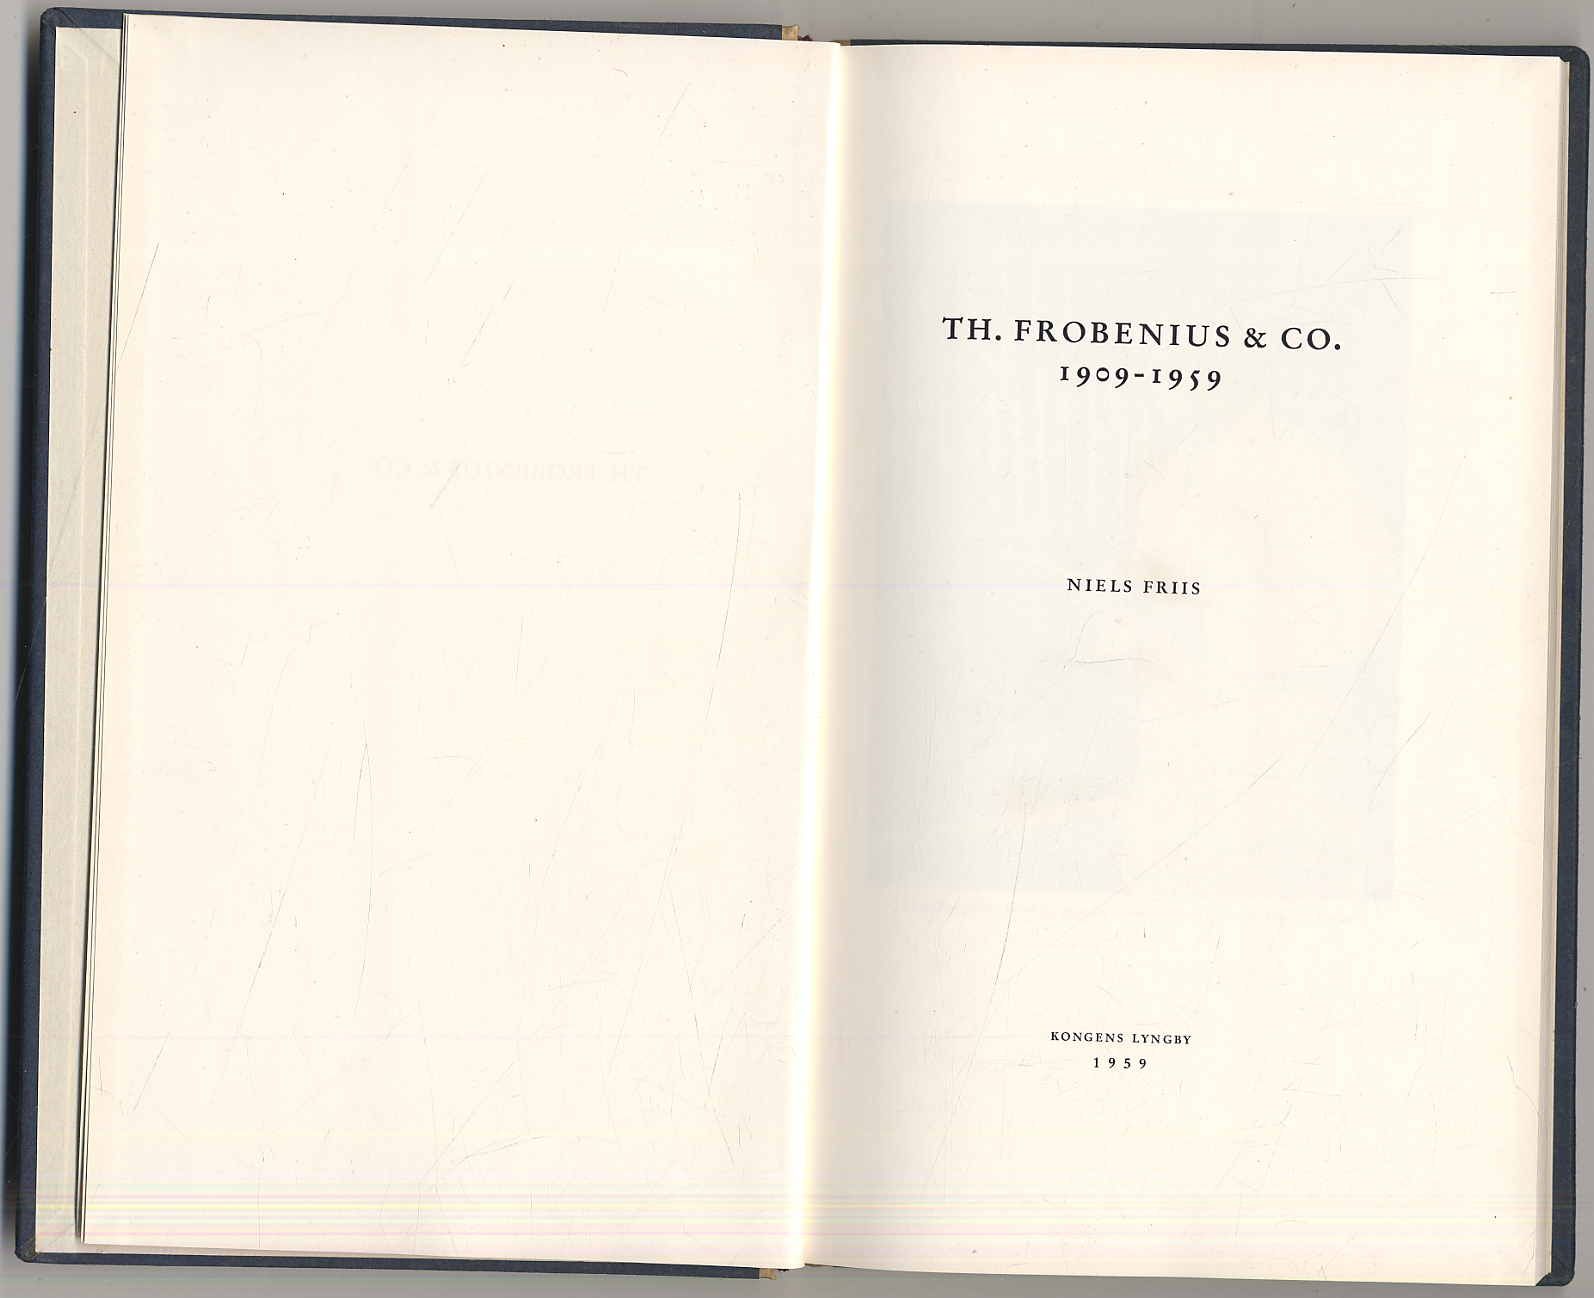 TH. FROBENIUS & CO.
1909-1959
NIELS FRIIS
KONGENS LYNGBY
1959